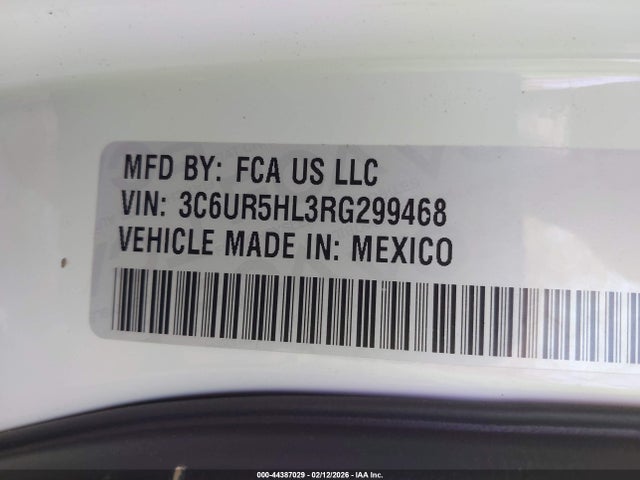 MFD BY: FCA US LLC
VIN: 3C6UR5HL3RG299468
VEHICLE MADE IN: MEXICO
000-44387029 - 02/12/2026 - IAA Inc.